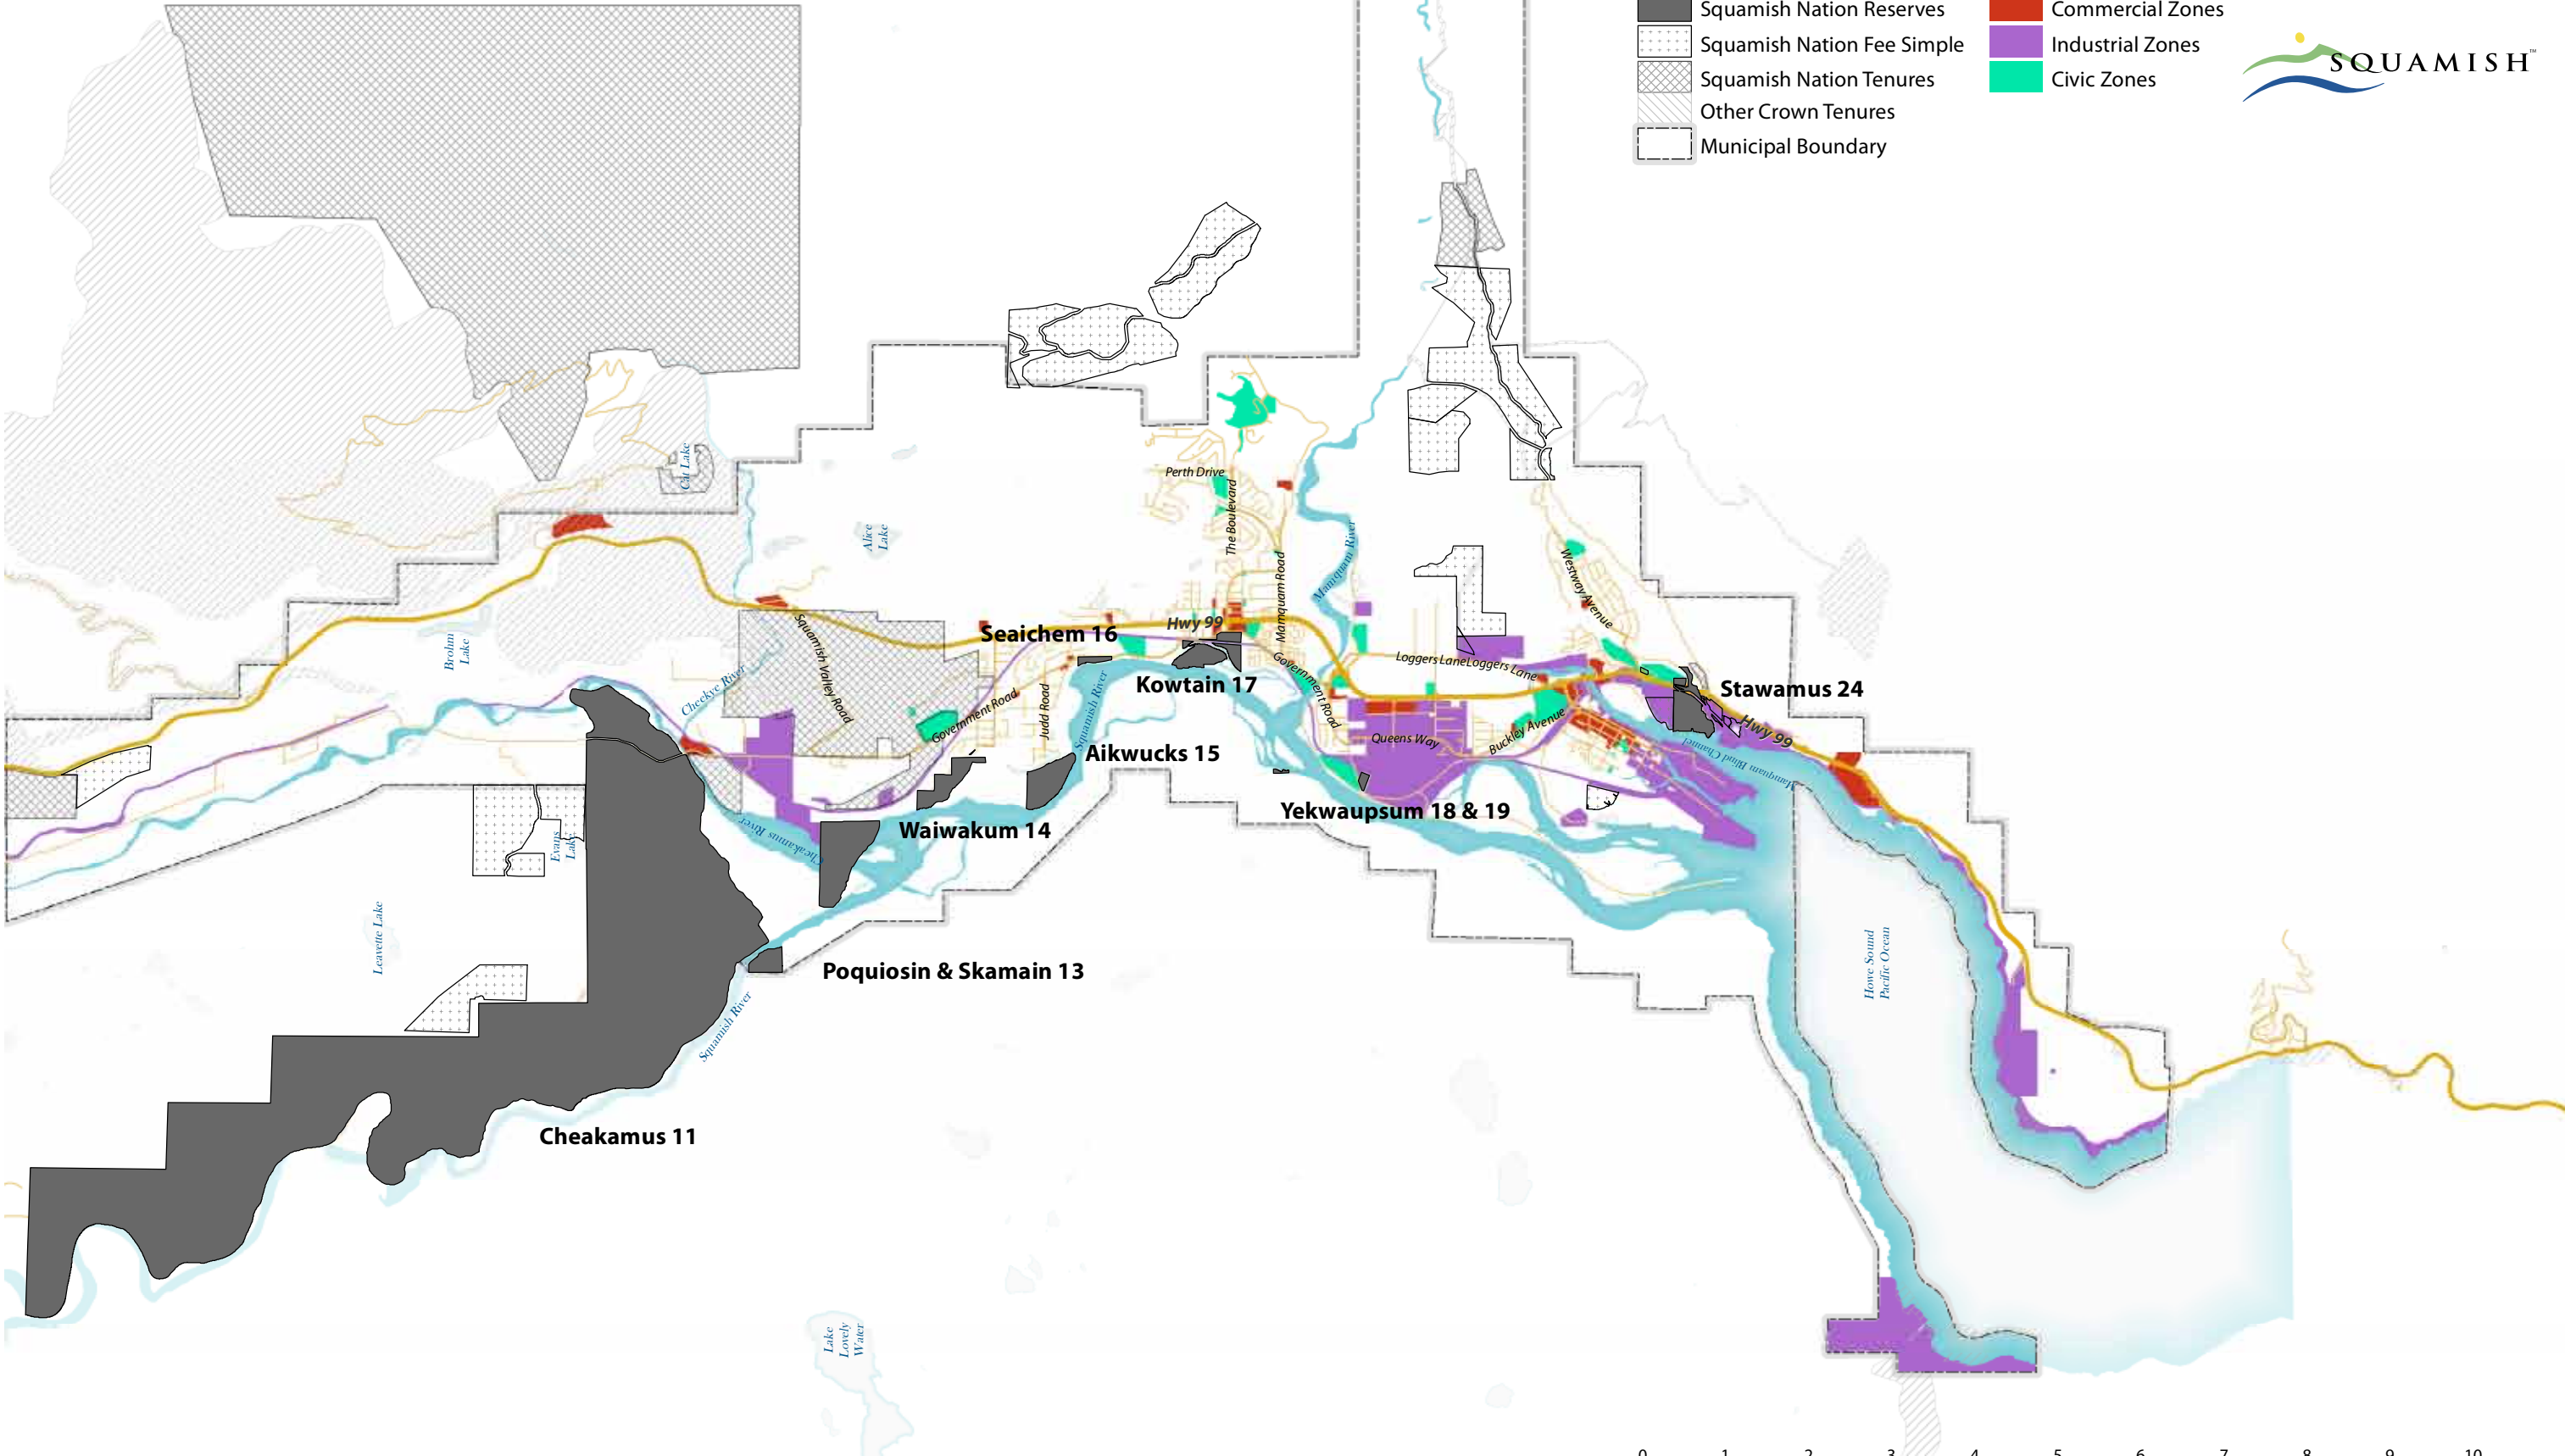 Squamish Nation Reserves
Squamish Nation Fee Simple
Squamish Nation Tenures
Other Crown Tenures
Municipal Boundary
Commercial Zones
Industrial Zones
Civic Zones
SQUAMISH™
Cat Lake
Alice
Lake
Brohm
Lake
Perth Drive
The Boulevard
Mamquam Road
Mamquam River
Westway Avenue
Squamish Valley Road
Cheekye River
Seaichem 16
Hwy 99
Government Road
Loggers Lane
Loggers Lane
Kowtain 17
Stawamus 24
Hwy 99
Government Road
Judd Road
Squamish River
Aikwucks 15
Queens Way
Buckley Avenue
Mamquam Blind Channel
Yekwaupsum 18 & 19
Waiwakum 14
Cheakamus River
Evans
Lake
Leavette Lake
Howe Sound
Pacific Ocean
Poquiosin & Skamain 13
Squamish River
Cheakamus 11
Lake
Lovely
Water
0 1 2 3 4 5 6 7 8 9 10